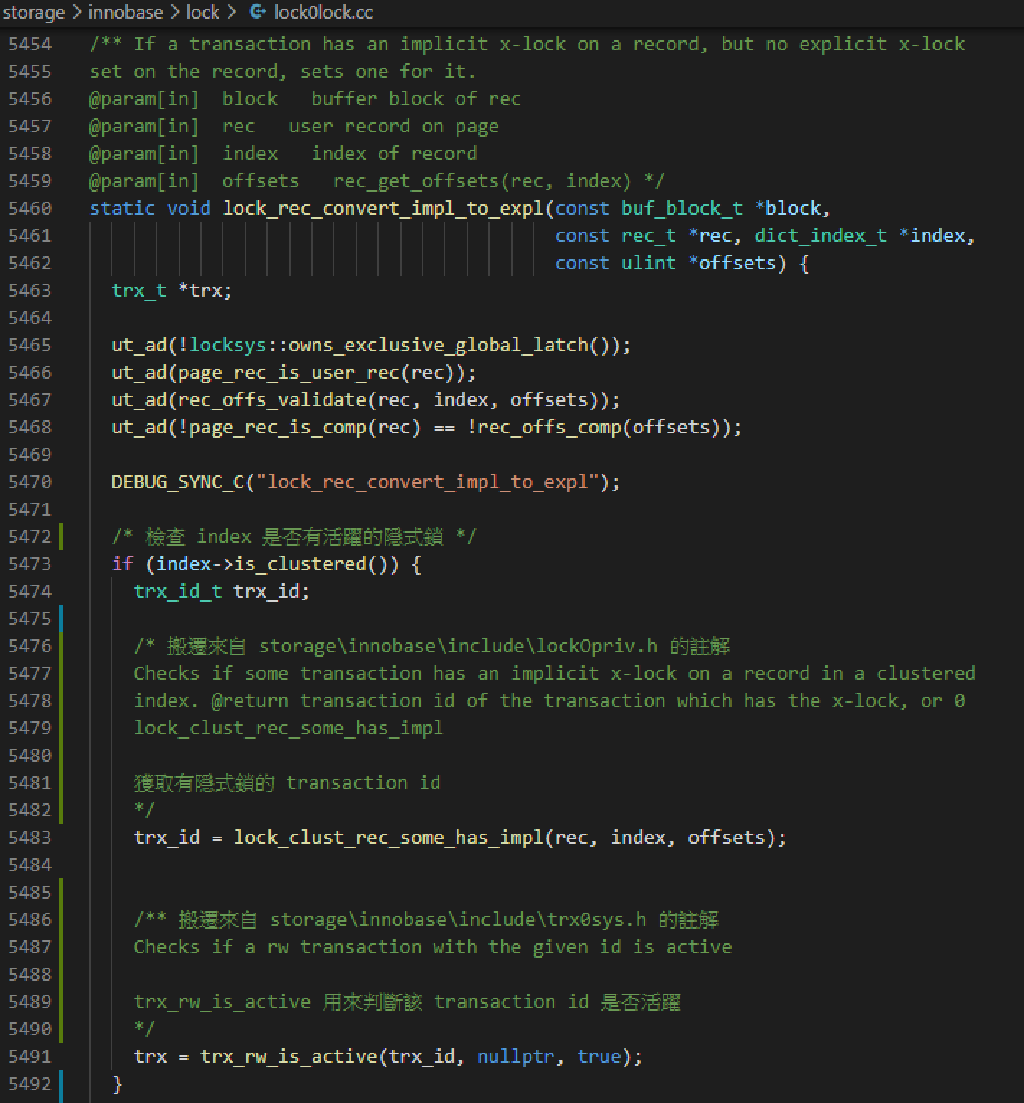 storage > innobase > lock > lock0lock.cc
5454 /** If a transaction has an implicit x-lock on a record, but no explicit x-lock
5455 set on the record, sets one for it.
5456 @param[in] block buffer block of rec
5457 @param[in] rec user record on page
5458 @param[in] index index of record
5459 @param[in] offsets rec_get_offsets(rec, index) */
5460 static void lock_rec_convert_impl_to_expl(const buf_block_t *block,
5461 const rec_t *rec, dict_index_t *index,
5462 const ulint *offsets) {
5463 trx_t *trx;
5464
5465 ut_ad(!locksys::owns_exclusive_global_latch());
5466 ut_ad(page_rec_is_user_rec(rec));
5467 ut_ad(rec_offs_validate(rec, index, offsets));
5468 ut_ad(!page_rec_is_comp(rec) == !rec_offs_comp(offsets));
5469
5470 DEBUG_SYNC_C("lock_rec_convert_impl_to_expl");
5471
5472 /* 檢查 index 是否有活躍的隱式鎖 */
5473 if (index->is_clustered()) {
5474 trx_id_t trx_id;
5475
5476 /* 搬遷來自 storage\innobase\include\lock0priv.h 的註解
5477 Checks if some transaction has an implicit x-lock on a record in a clustered
5478 index. @return transaction id of the transaction which has the x-lock, or 0
5479 lock_clust_rec_some_has_impl
5480
5481 獲取有隱式鎖的 transaction id
5482 */
5483 trx_id = lock_clust_rec_some_has_impl(rec, index, offsets);
5484
5485
5486 /** 搬遷來自 storage\innobase\include\trx0sys.h 的註解
5487 Checks if a rw transaction with the given id is active
5488
5489 trx_rw_is_active 用來判斷該 transaction id 是否活躍
5490 */
5491 trx = trx_rw_is_active(trx_id, nullptr, true);
5492 }